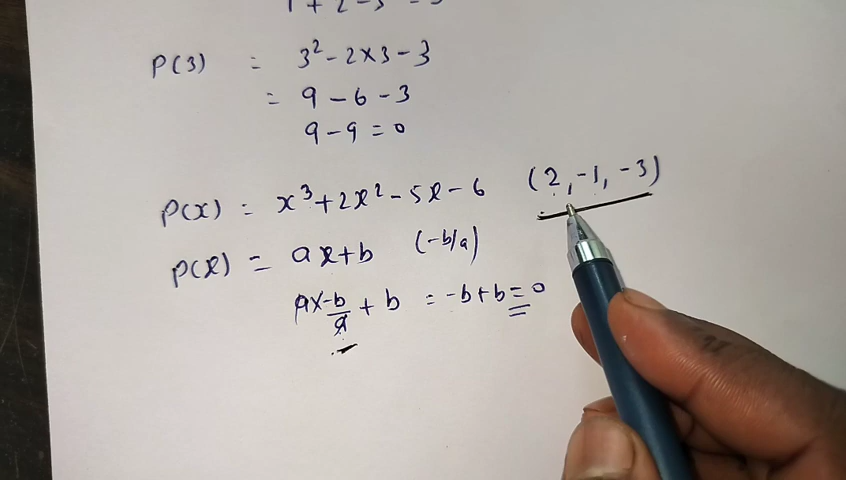 P(3) = 3² - 2×3 - 3
= 9 - 6 - 3
9 - 9 = 0
P(x) = x³ + 2x² - 5x - 6 (2, -1, -3)
P(x) = ax + b (-b/a)
a × -b/a + b = -b + b = 0